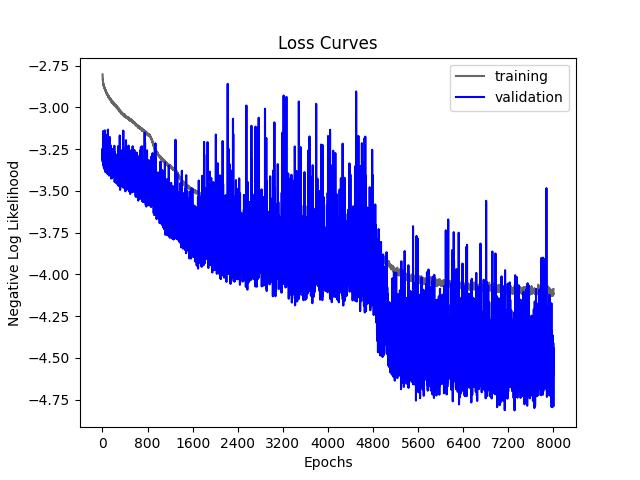 Loss Curves
Negative Log Likelihood
−2.75
−3.00
−3.25
−3.50
−3.75
−4.00
−4.25
−4.50
−4.75
training
validation
0 800 1600 2400 3200 4000 4800 5600 6400 7200 8000
Epochs